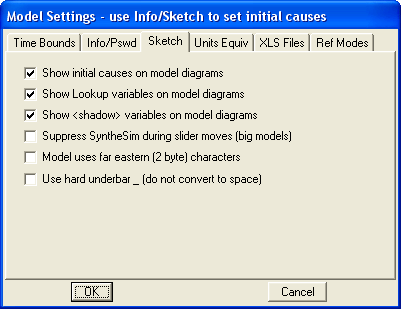 Model Settings - use Info/Sketch to set initial causes
Time Bounds Info/Pswd Sketch Units Equiv XLS Files Ref Modes
Show initial causes on model diagrams
Show Lookup variables on model diagrams
Show <shadow> variables on model diagrams
Suppress SyntheSim during slider moves (big models)
Model uses far eastern (2 byte) characters
Use hard underbar _ (do not convert to space)
OK Cancel